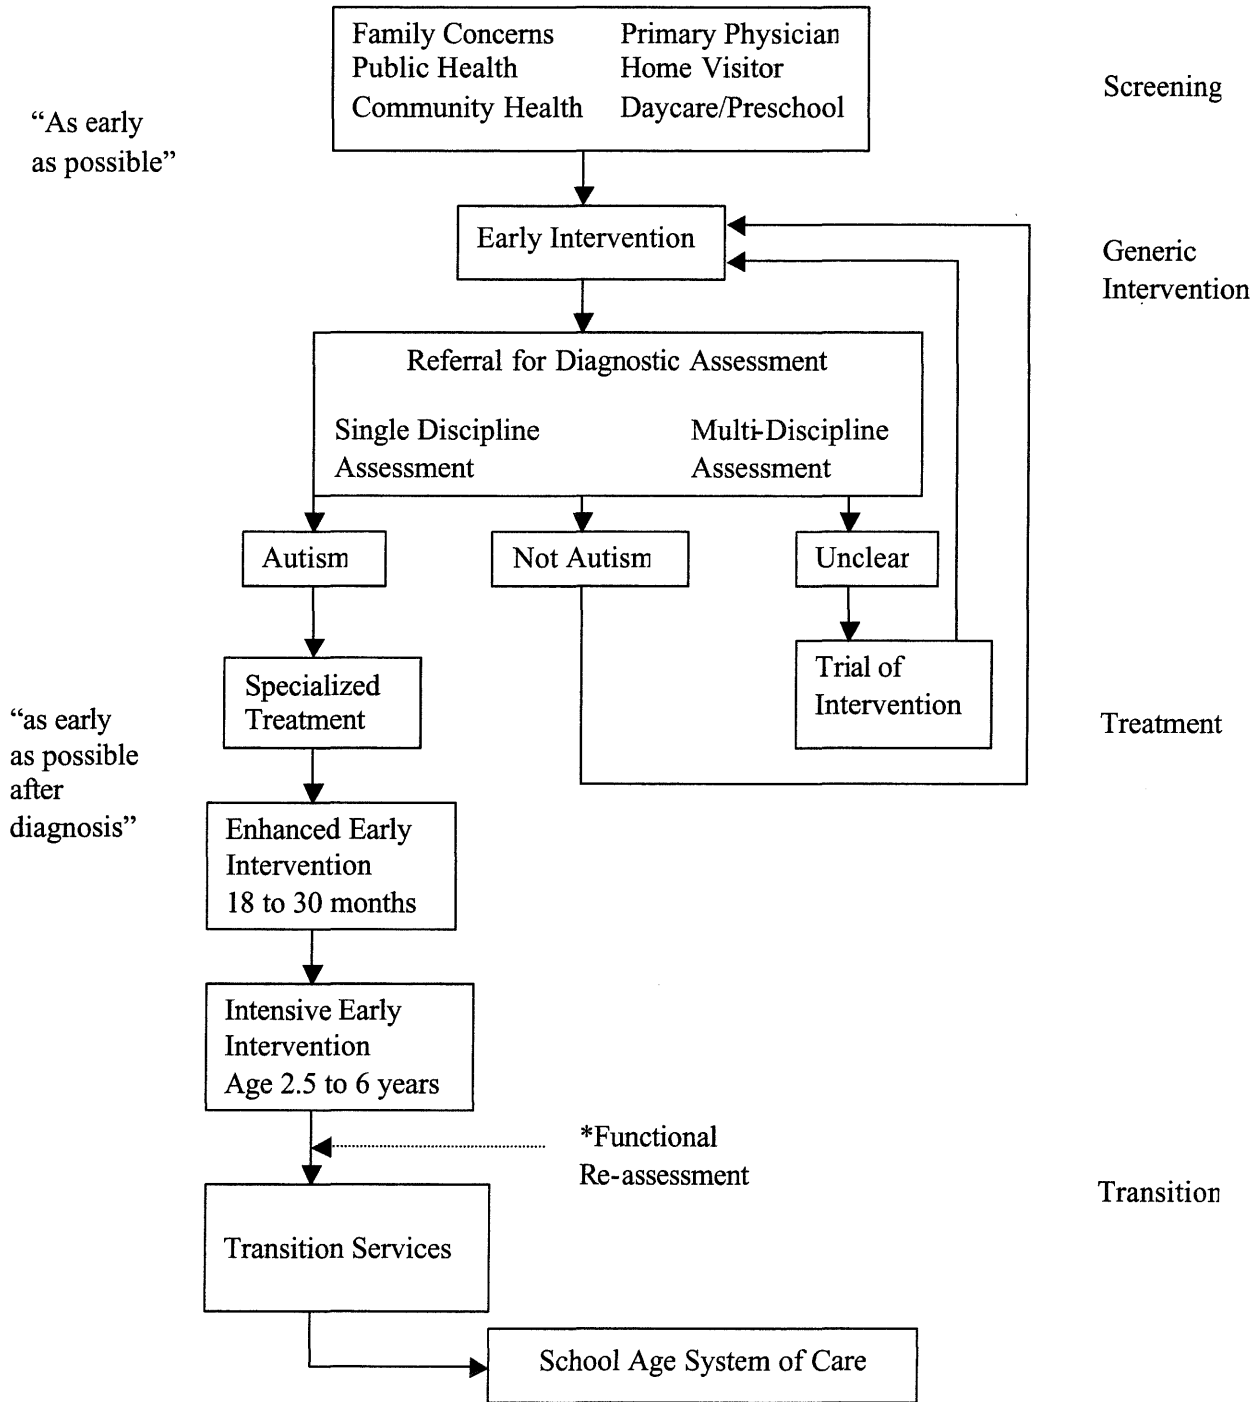 Family Concerns Primary Physician
Public Health Home Visitor
Community Health Daycare/Preschool
Screening
“As early
as possible”
Early Intervention
Generic
Intervention
Referral for Diagnostic Assessment
Single Discipline
Assessment
Multi-Discipline
Assessment
Autism
Not Autism
Unclear
Specialized
Treatment
Trial of
Intervention
“as early
as possible
after
diagnosis”
Treatment
Enhanced Early
Intervention
18 to 30 months
Intensive Early
Intervention
Age 2.5 to 6 years
*Functional
Re-assessment
Transition
Transition Services
School Age System of Care